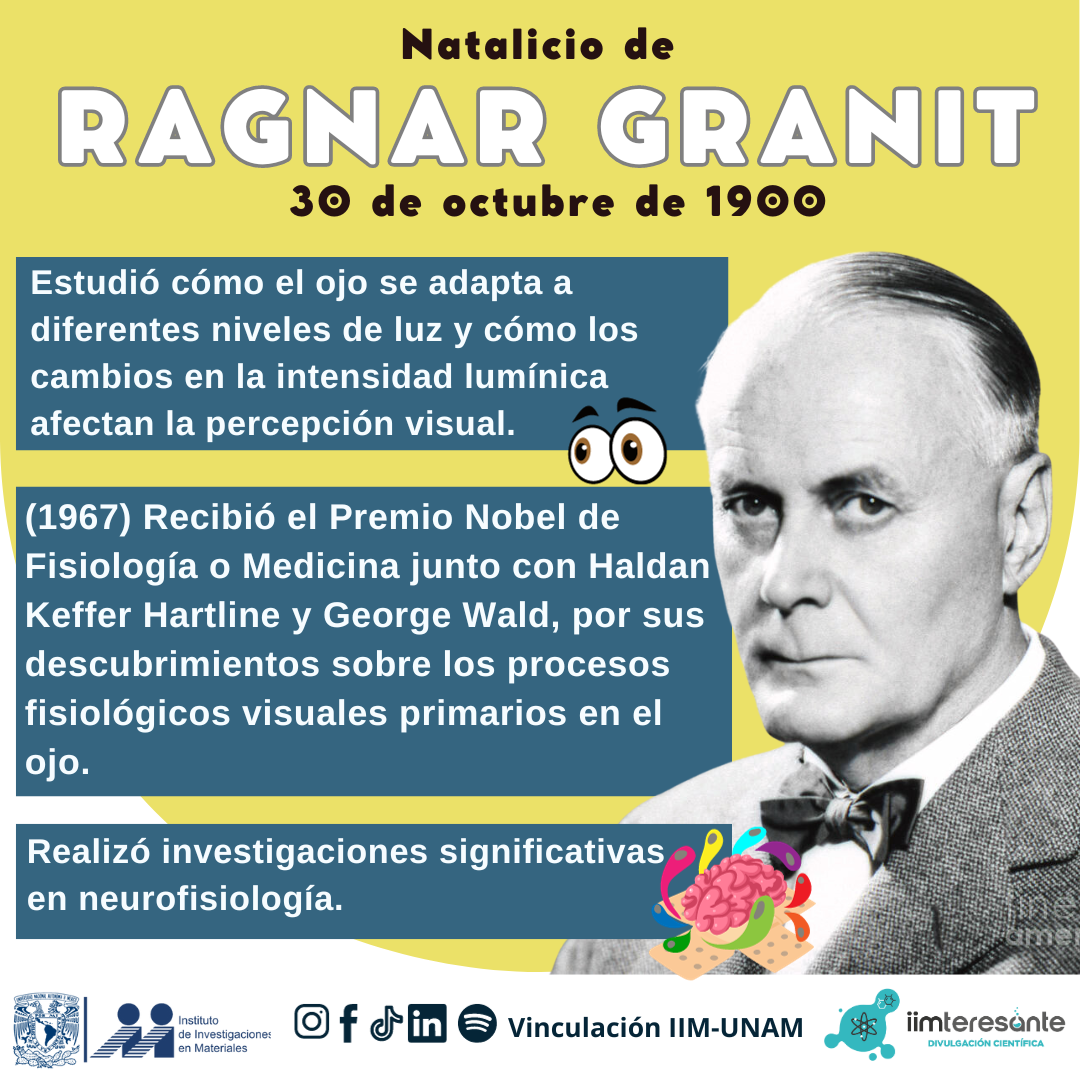 Natalicio de
RAGNAR GRANIT
30 de octubre de 1900
Estudió cómo el ojo se adapta a
diferentes niveles de luz y cómo los
cambios en la intensidad lumínica
afectan la percepción visual.
(1967) Recibió el Premio Nobel de
Fisiología o Medicina junto con Haldan
Keffer Hartline y George Wald, por sus
descubrimientos sobre los procesos
fisiológicos visuales primarios en el
ojo.
Realizó investigaciones significativas
en neurofisiología.
Instituto
de Investigaciones
en Materiales
Vinculación IIM-UNAM
iimteresante
DIVULGACIÓN CIENTÍFICA